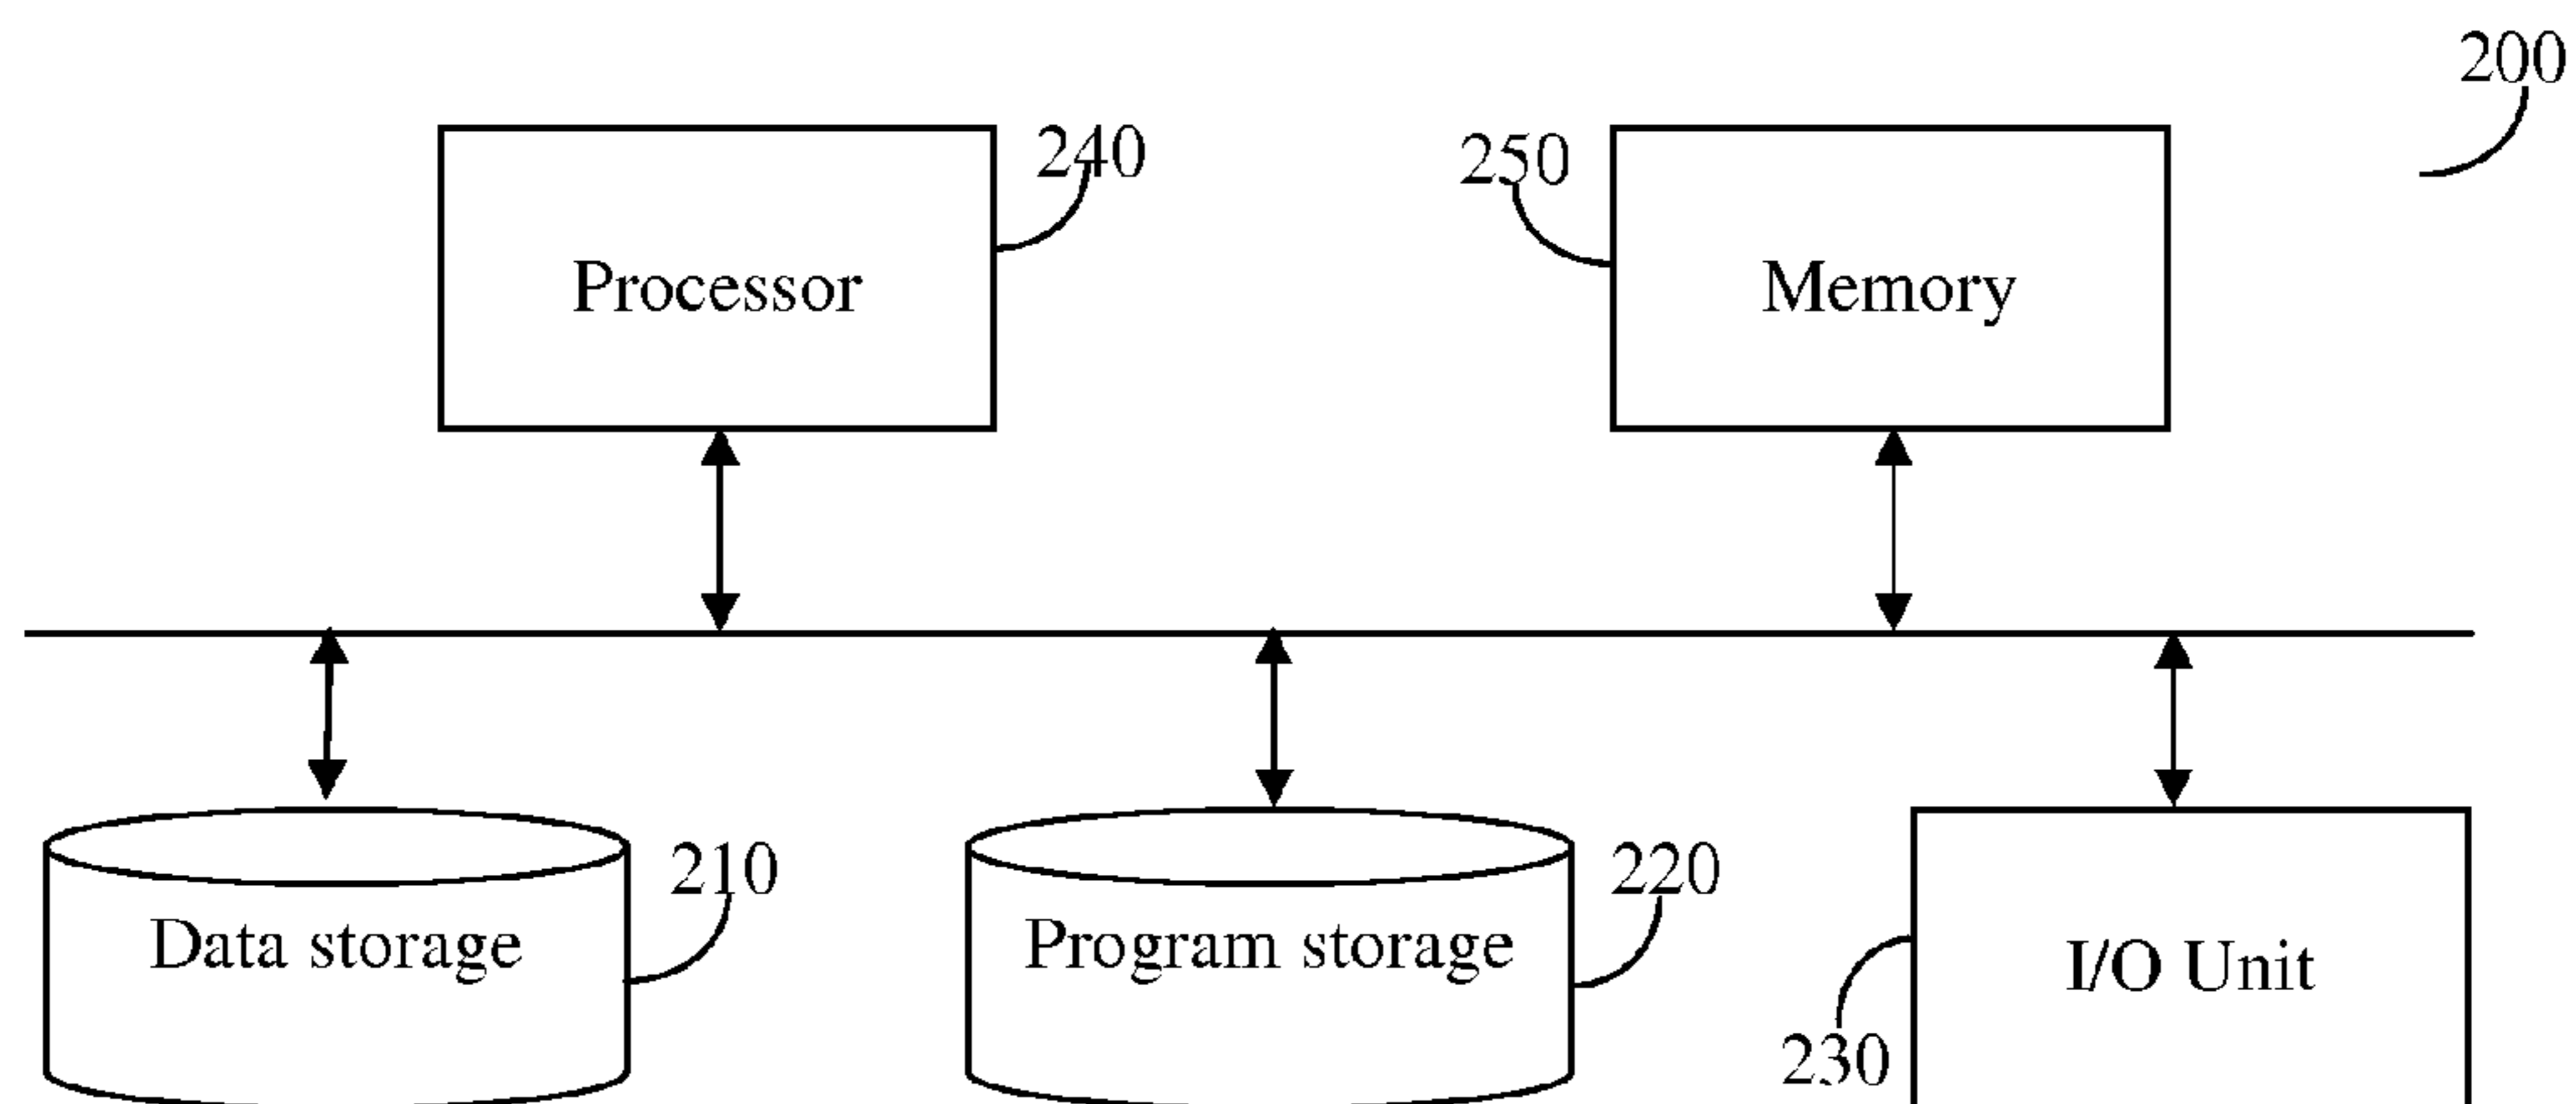 200
240
250
Processor
Memory
210
220
Data storage
Program storage
I/O Unit
230